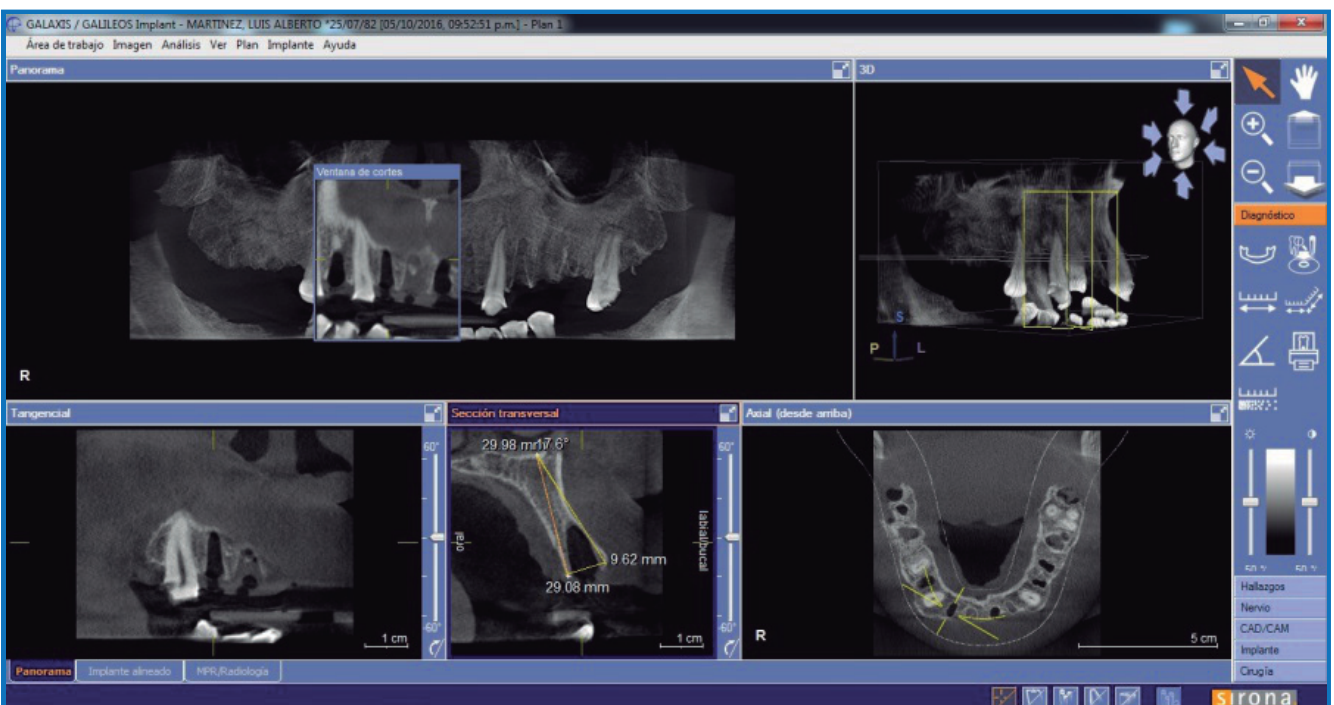 GALAXIS / GALILEOS Implant - MARTINEZ, LUIS ALBERTO *25/07/82 [05/10/2016, 09:52:51 p.m.] - Plan 1
Área de trabajo Imagen Análisis Ver Plan Implante Ayuda
Panorama
3D
Ventana de cortes
R
S
P
L
Diagnóstico
Tangencial
Sección transversal
Axial (desde arriba)
60°
-60°
1 cm
29.98 mm
17.6°
oral
labial/bucal
9.62 mm
29.08 mm
60°
-60°
1 cm
R
5 cm
50 %
50 %
Hallazgos
Nervio
CAD/CAM
Implante
Cirugía
Panorama
Implante alineado
MPR/Radiología
sirona